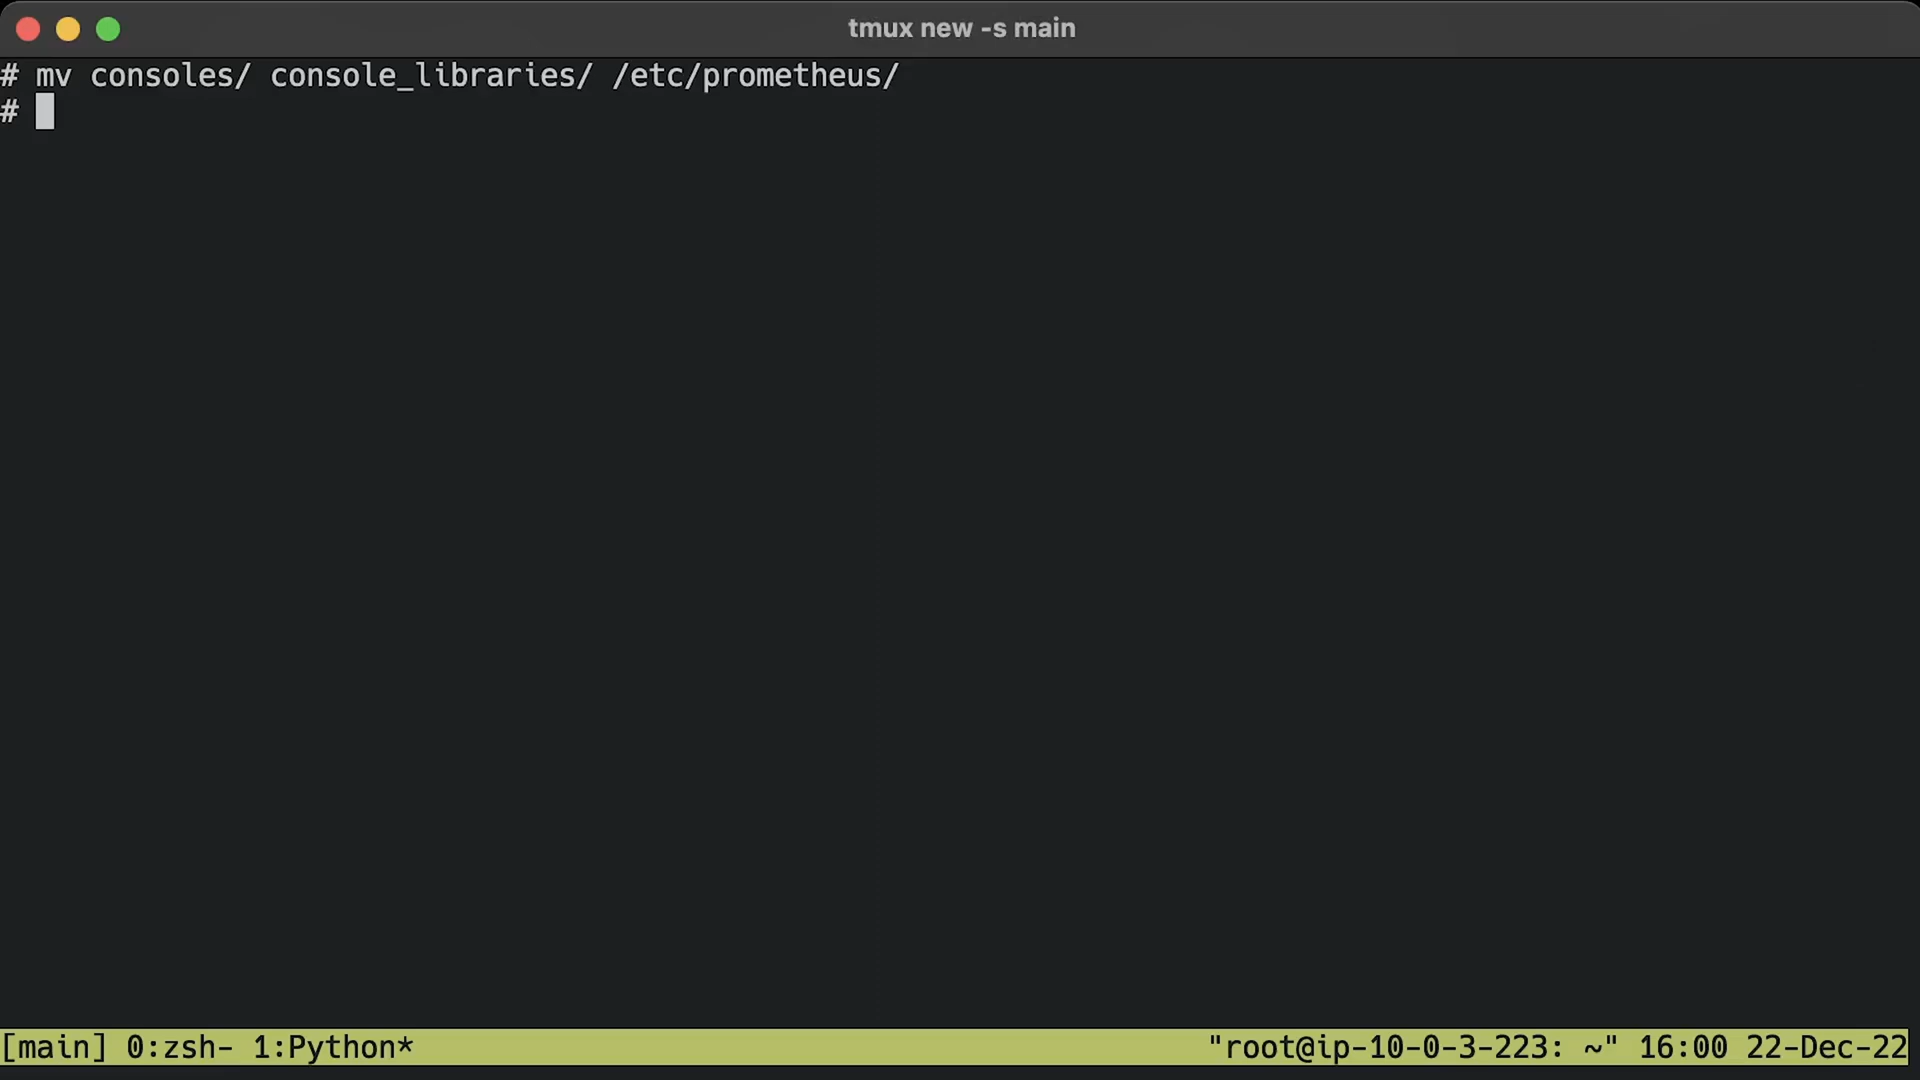 tmux new -s main
# mv consoles/ console_libraries/ /etc/prometheus/
#
[main] 0:zsh- 1:Python* "root@ip-10-0-3-223: ~" 16:00 22-Dec-22